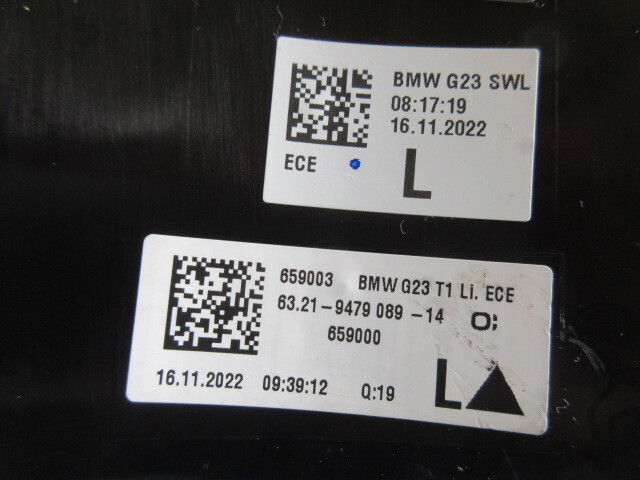 BMW G23 SWL
08:17:19
16.11.2022
ECE
L
659003 BMW G23 T1 Li. ECE
63.21-9479 089-14
659000
16.11.2022 09:39:12 Q:19
L